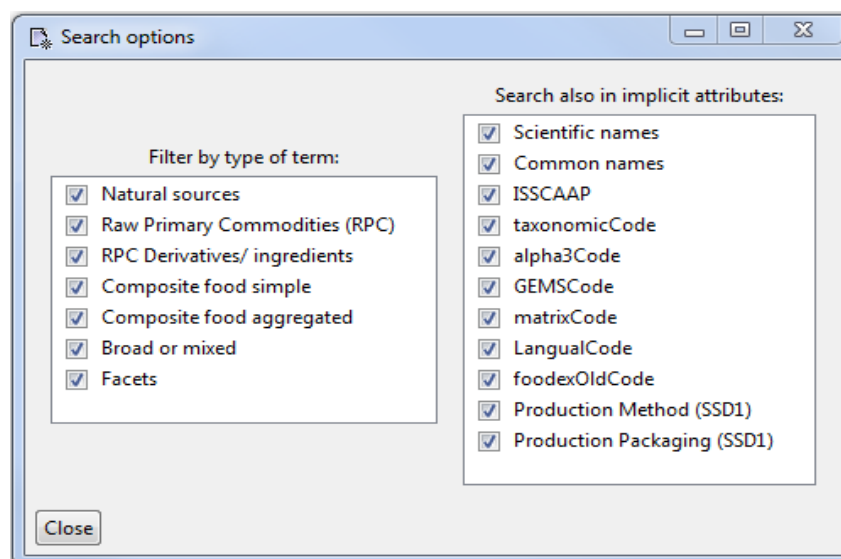 Search options
Filter by type of term:
Natural sources
Raw Primary Commodities (RPC)
RPC Derivatives/ ingredients
Composite food simple
Composite food aggregated
Broad or mixed
Facets
Search also in implicit attributes:
Scientific names
Common names
ISSCAAP
taxonomicCode
alpha3Code
GEMSCode
matrixCode
LangualCode
foodexOldCode
Production Method (SSD1)
Production Packaging (SSD1)
Close